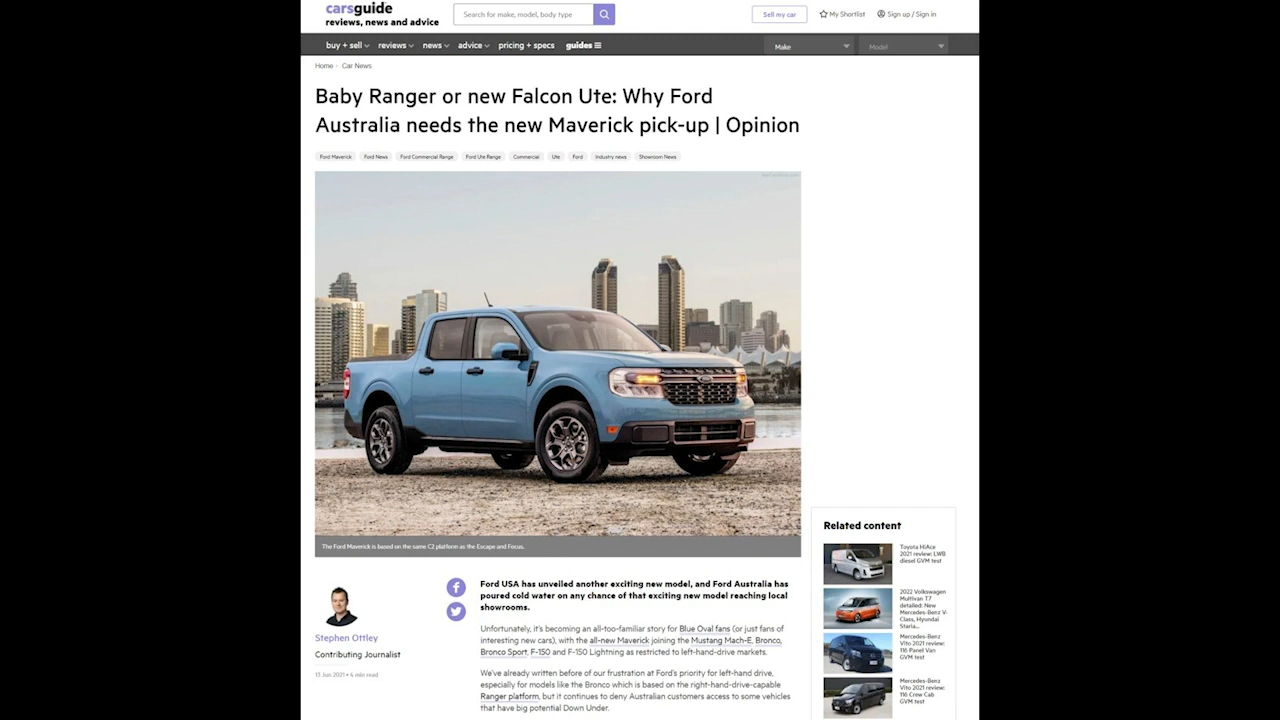 carsguide
reviews, news and advice
Search for make, model, body type
Sell my car
My Shortlist
Sign up / Sign in
buy + sell
reviews
news
advice
pricing + specs
guides
Make
Model
Home
Car News
Baby Ranger or new Falcon Ute: Why Ford
Australia needs the new Maverick pick-up | Opinion
Ford Maverick
Ford News
Ford Commercial Range
Ford Ute Range
Commercial
Ute
Ford
Industry news
Showroom News
The Ford Maverick is based on the same C2 platform as the Escape and Focus.
Stephen Ottley
Contributing Journalist
13 Jun 2021 • 4 min read
Ford USA has unveiled another exciting new model, and Ford Australia has
poured cold water on any chance of that exciting new model reaching local
showrooms.
Unfortunately, it's becoming an all-too-familiar story for Blue Oval fans (or just fans of
interesting new cars), with the all-new Maverick joining the Mustang Mach-E, Bronco,
Bronco Sport, F-150 and F-150 Lightning as restricted to left-hand-drive markets.
We've already written before of our frustration at Ford's priority for left-hand drive,
especially for models like the Bronco which is based on the right-hand-drive-capable
Ranger platform, but it continues to deny Australian customers access to some vehicles
that have big potential Down Under.
Related content
Toyota HiAce
2021 review: LWB
diesel GVM test
2022 Volkswagen
Multivan T7
detailed: New
Mercedes-Benz V-
Class, Hyundai
Staria...
Mercedes-Benz
Vito 2021 review:
116 Panel Van
GVM test
Mercedes-Benz
Vito 2021 review:
116 Crew Cab
GVM test